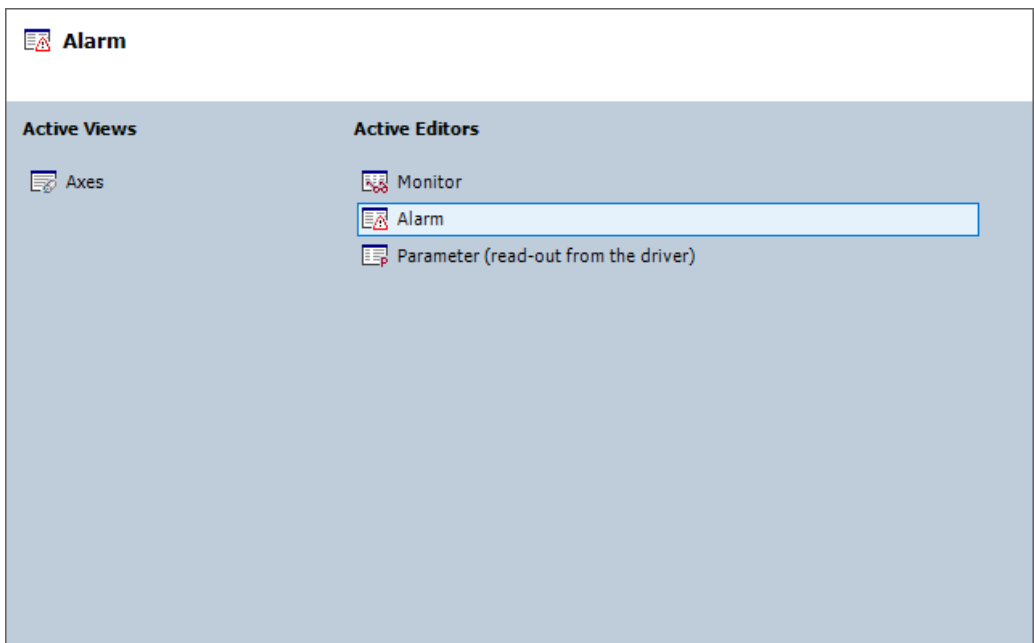 Alarm
Active Views
Axes
Active Editors
Monitor
Alarm
Parameter (read-out from the driver)